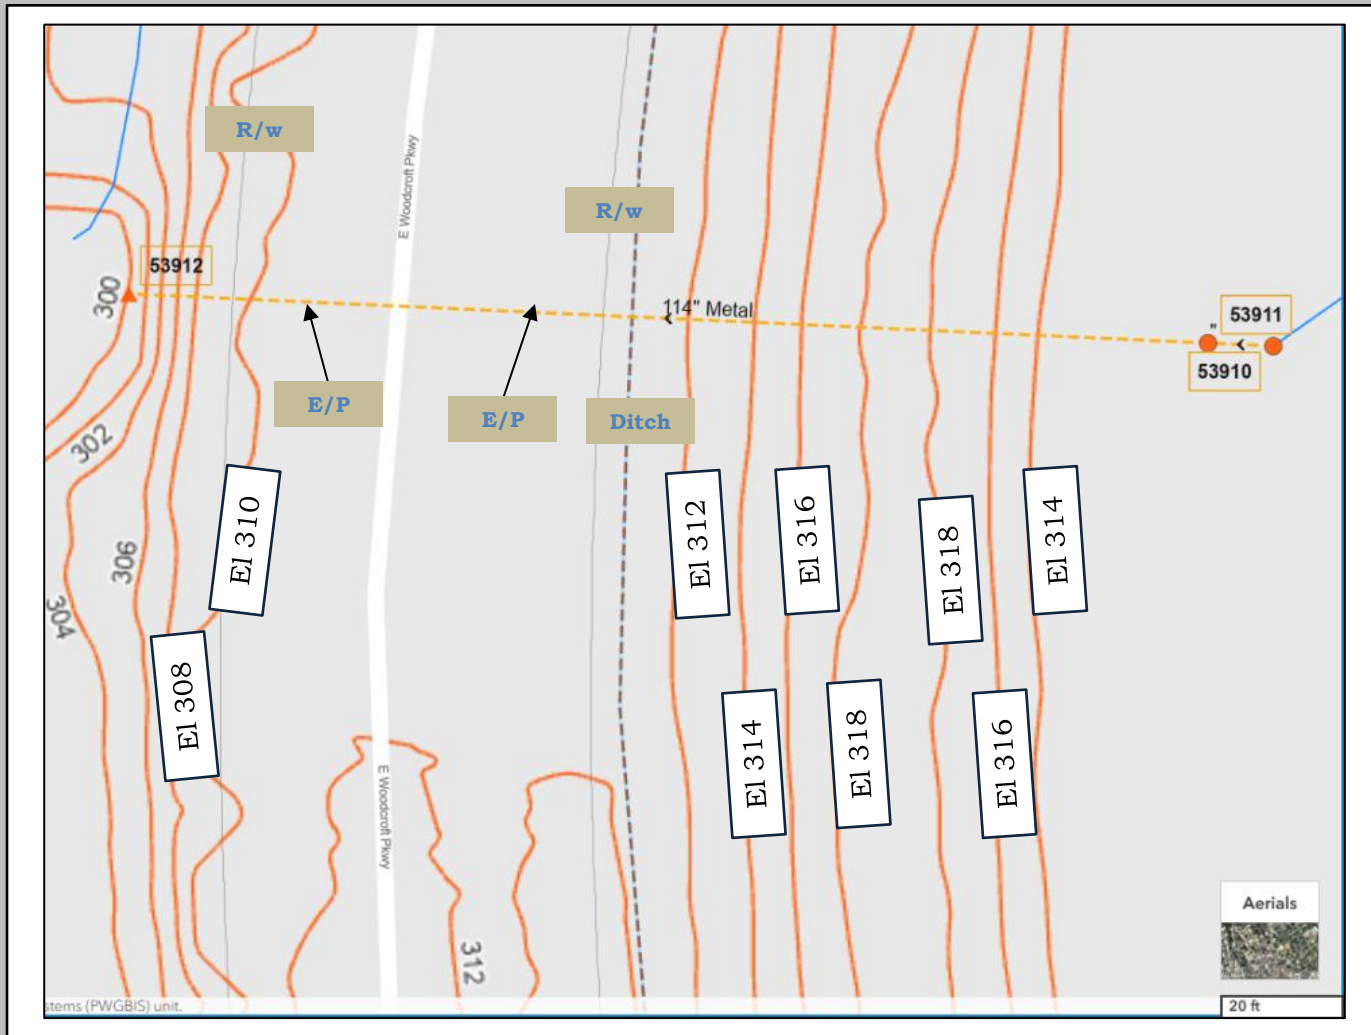 R/w
E Woodcroft Pkwy
R/w
53912
300
114" Metal
"
53911
53910
E/P
E/P
Ditch
302
El 310
306
El 312
El 316
El 318
El 314
304
El 308
El 314
El 318
El 316
E Woodcroft Pkwy
312
Aerials
stems (PWGBIS) unit.
20 ft